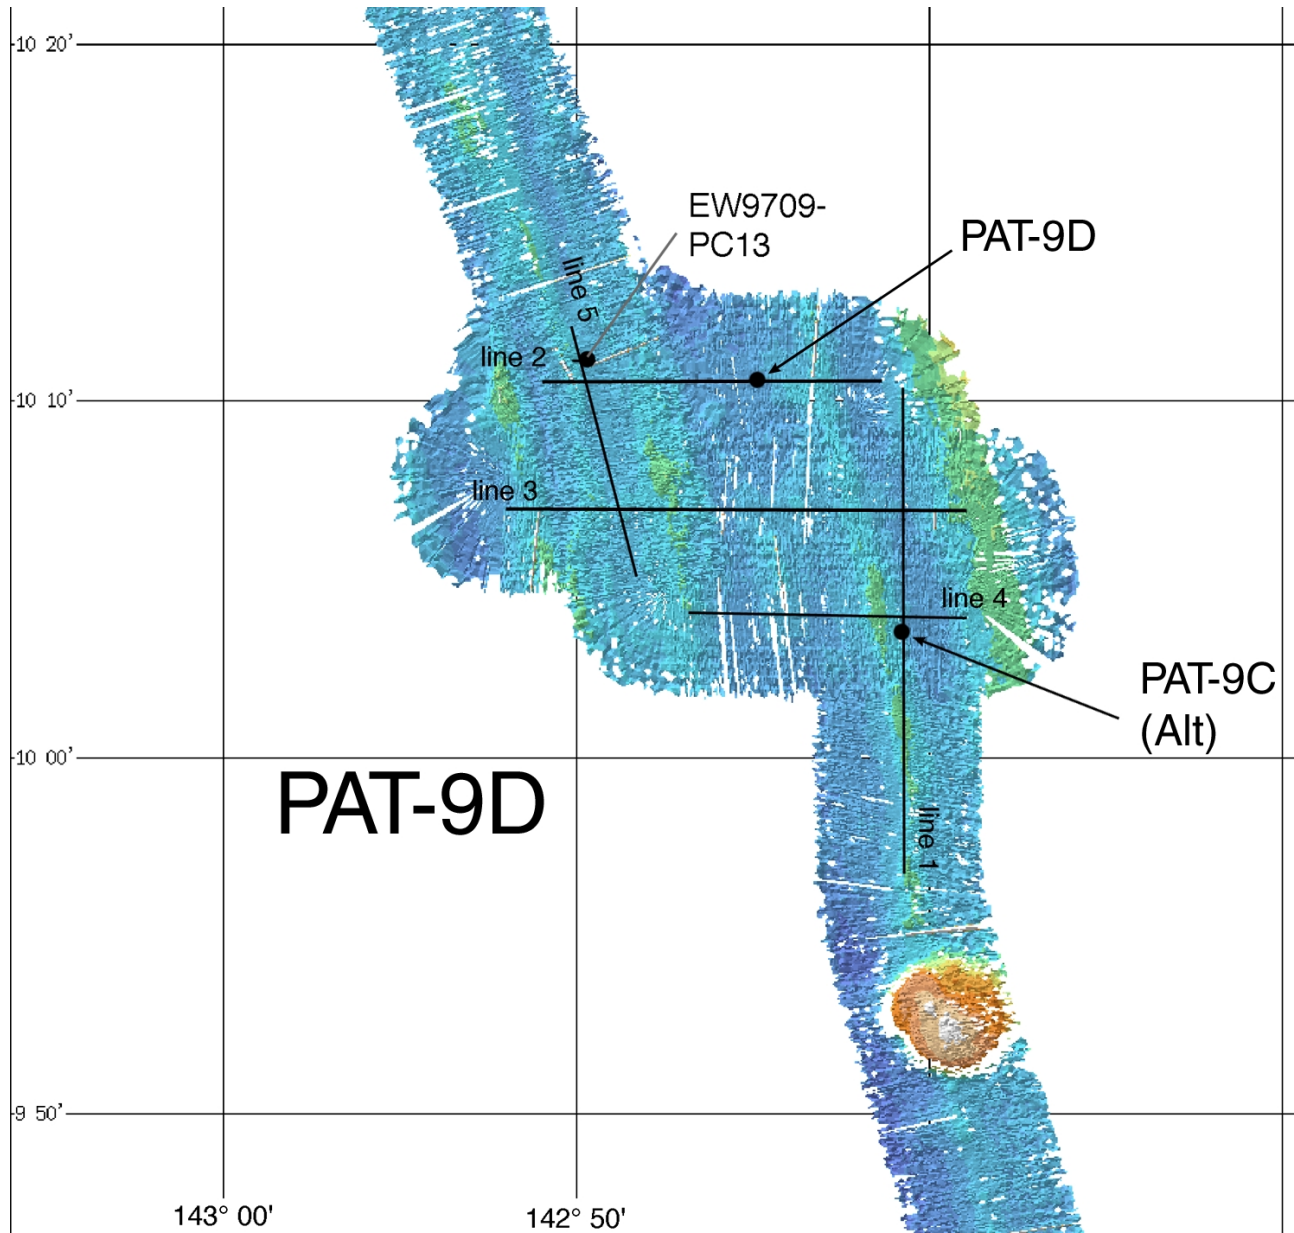 10 20'
EW9709-
PC13
PAT-9D
line 5
line 2
10 10'
line 3
line 4
PAT-9C
(Alt)
10 00'
PAT-9D
line 1
9 50'
143° 00'
142° 50'